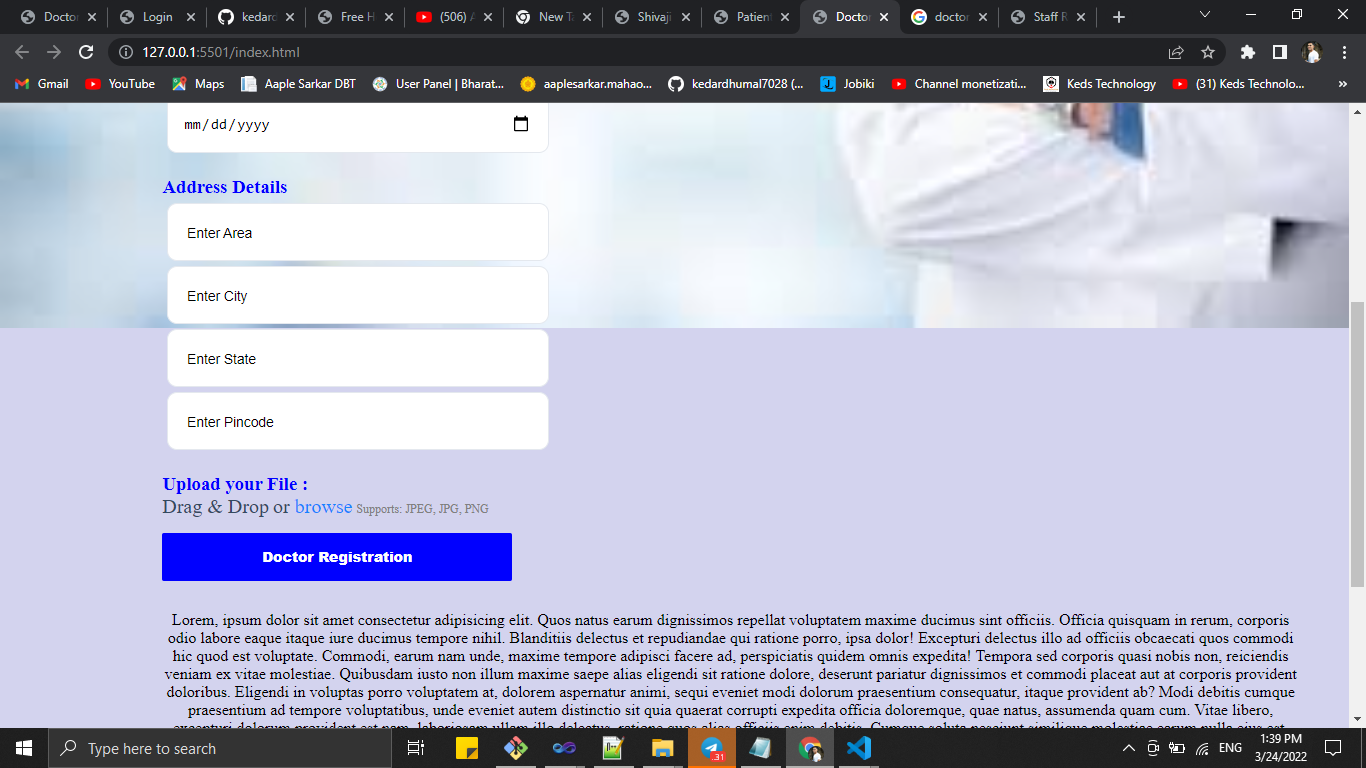 Doctor
Login
kedard
Free H
(506) A
New Ta
Shivaji
Patient
Doctor
doctor
Staff R
127.0.0.1:5501/index.html
Gmail
YouTube
Maps
Aaple Sarkar DBT
User Panel | Bharat...
aaplesarkar.mahao...
kedardhumal7028 (...
Jobiki
Channel monetizati...
Keds Technology
(31) Keds Technolo...
»
mm/dd/yyyy
Address Details
Enter Area
Enter City
Enter State
Enter Pincode
Upload your File :
Drag & Drop or browse Supports: JPEG, JPG, PNG
Doctor Registration
Lorem, ipsum dolor sit amet consectetur adipisicing elit. Quos natus earum dignissimos repellat voluptatem maxime ducimus sint officiis. Officia quisquam in rerum, corporis
odio labore eaque itaque iure ducimus tempore nihil. Blanditiis delectus et repudiandae qui ratione porro, ipsa dolor! Excepturi delectus illo ad officiis obcaecati quos commodi
hic quod est voluptate. Commodi, earum nam unde, maxime tempore adipisci facere ad, perspiciatis quidem omnis expedita! Tempora sed corporis quasi nobis non, reiciendis
veniam ex vitae molestiae. Quibusdam iusto non illum maxime saepe alias eligendi sit ratione dolore, deserunt pariatur dignissimos et commodi placeat aut at corporis provident
doloribus. Eligendi in voluptas porro voluptatem at, dolorem aspernatur animi, sequi eveniet modi dolorum praesentium consequatur, itaque provident ab? Modi debitis cumque
praesentium ad tempore voluptatibus, unde eveniet autem distinctio sit quia quaerat corrupti expedita officia doloremque, quae natus, assumenda quam cum. Vitae libero,
Type here to search
31
ENG
1:39 PM
3/24/2022